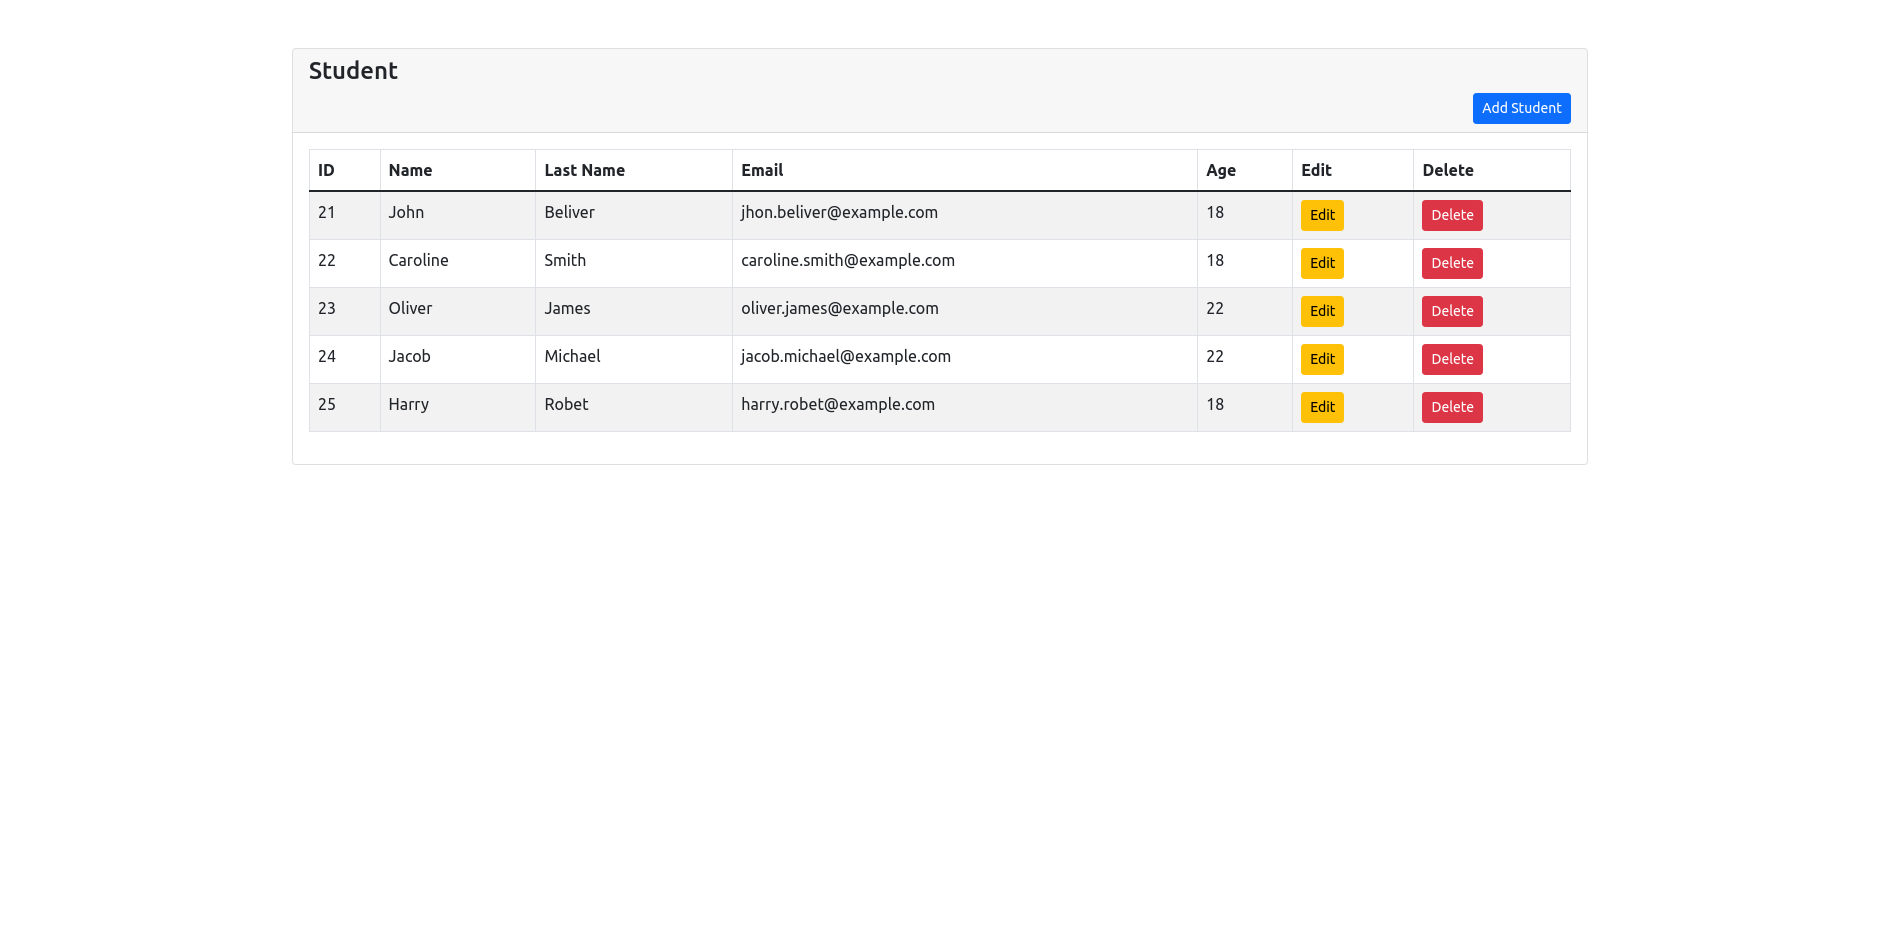 Student
Add Student
ID Name Last Name Email Age Edit Delete
21 John Beliver jhon.beliver@example.com 18 Edit Delete
22 Caroline Smith caroline.smith@example.com 18 Edit Delete
23 Oliver James oliver.james@example.com 22 Edit Delete
24 Jacob Michael jacob.michael@example.com 22 Edit Delete
25 Harry Robet harry.robet@example.com 18 Edit Delete